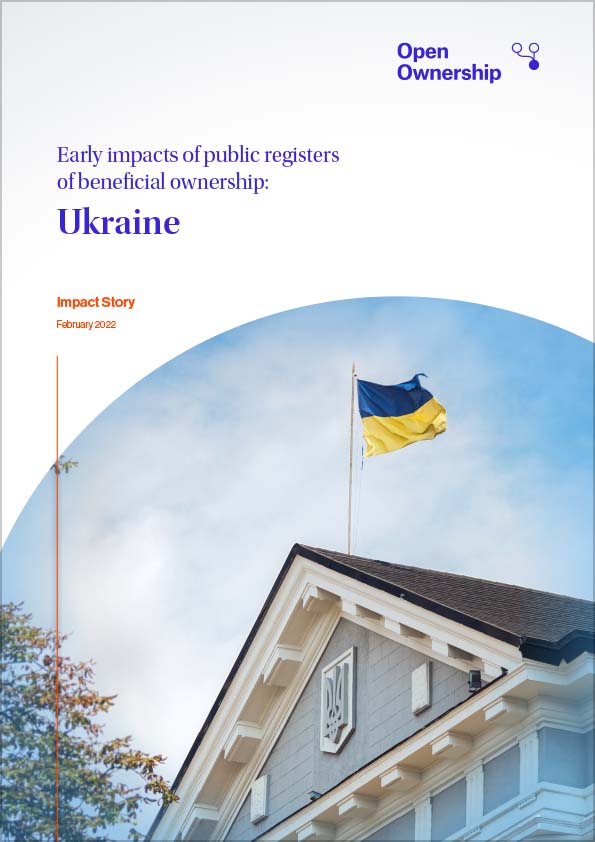 Open
Ownership
Early impacts of public registers
of beneficial ownership:
Ukraine
Impact Story
February 2022